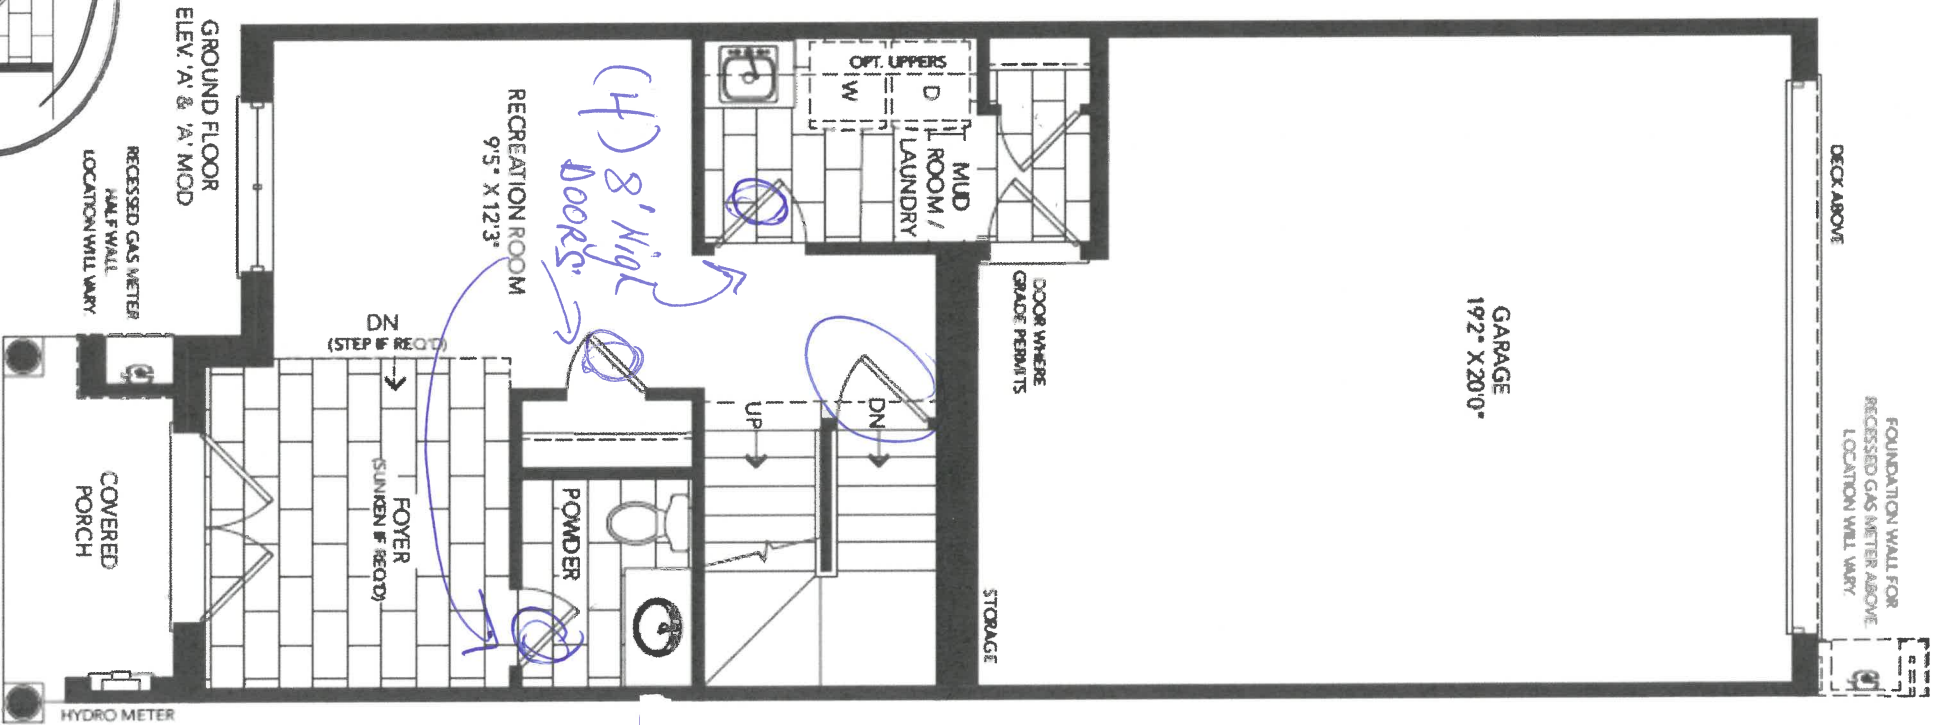 GROUND FLOOR
ELEV. 'A' & 'A' MOD
RECESSED GAS METER
HALF WALL
LOCATION WILL VARY
RECREATION ROOM
9'5" X 12'3"
(4) 8' High
DOORS.
OPT. UPPERS
W
D
MUD
ROOM /
LAUNDRY
DOOR WHERE
GRADE PERMITS
GARAGE
19'2" X 20'0"
DECK ABOVE
FOUNDATION WALL FOR
RECESSED GAS METER ABOVE
LOCATION WILL VARY
DN
(STEP IF REQ'D)
UP
DN
FOYER
(SUNKEN IF REQ'D)
POWDER
STORAGE
COVERED
PORCH
HYDRO METER